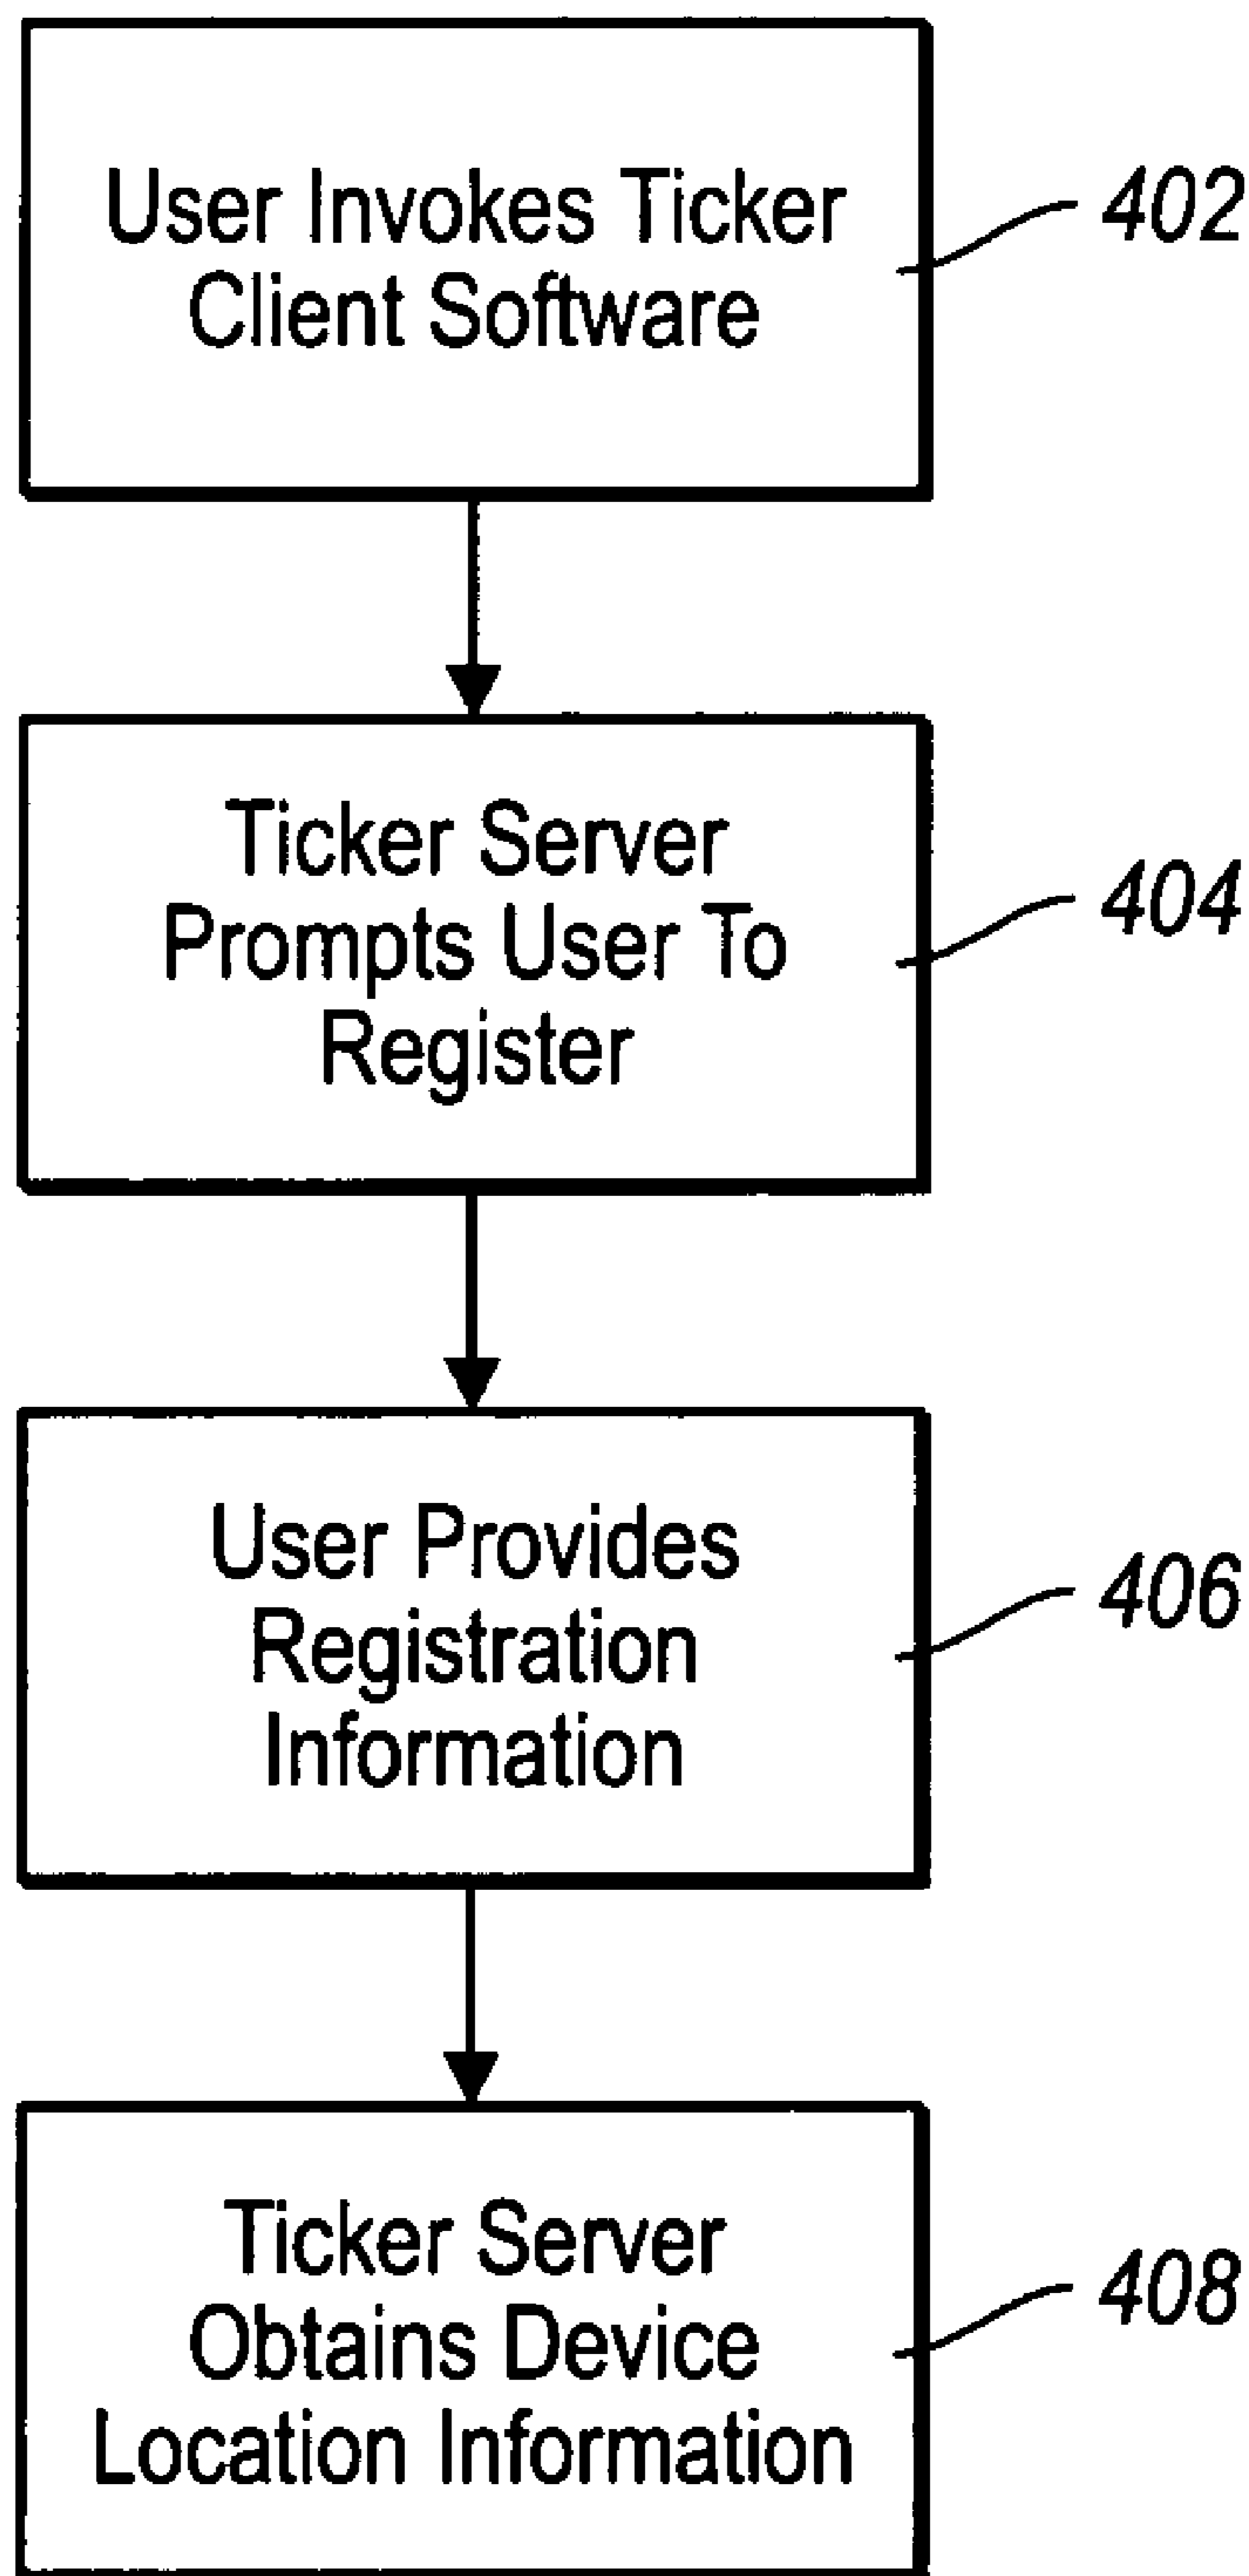 User Invokes Ticker
Client Software
402
Ticker Server
Prompts User To
Register
404
User Provides
Registration
Information
406
Ticker Server
Obtains Device
Location Information
408